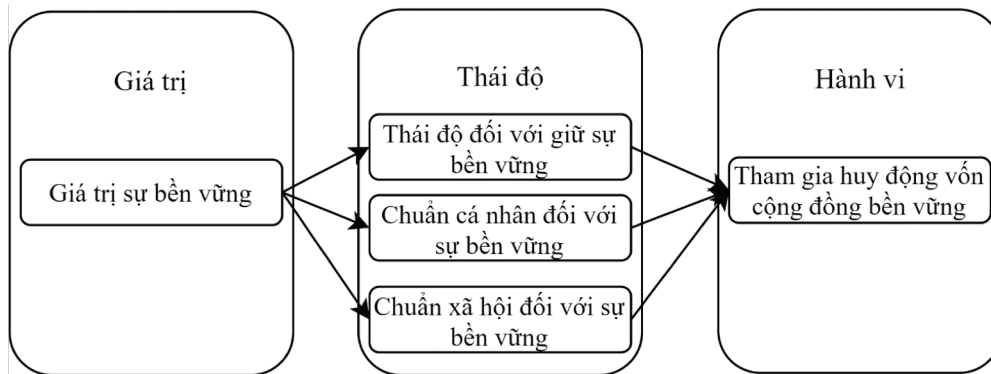 Giá trị
Giá trị sự bền vững
Thái độ
Thái độ đối với giữ sự
bền vững
Chuẩn cá nhân đối với
sự bền vững
Chuẩn xã hội đối với sự
bền vững
Hành vi
Tham gia huy động vốn
cộng đồng bền vững